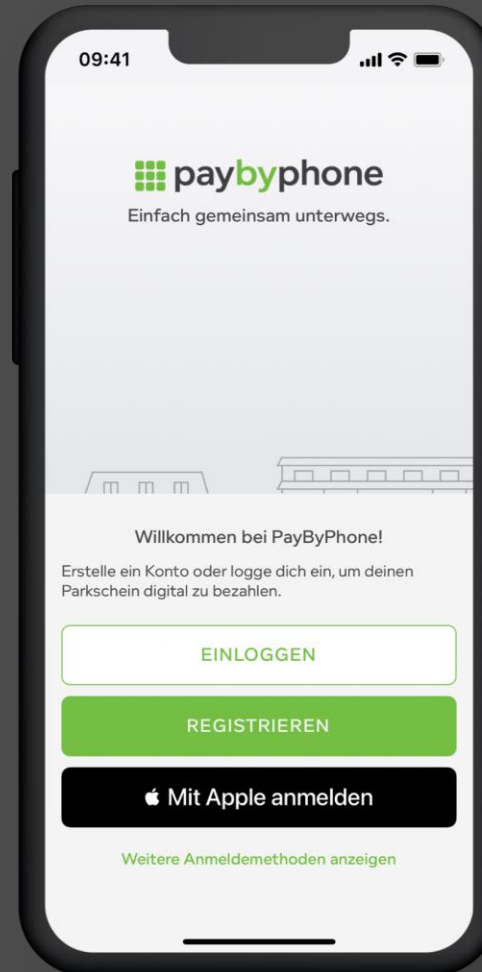 09:41
paybyphone
Einfach gemeinsam unterwegs.
Willkommen bei PayByPhone!
Erstelle ein Konto oder logge dich ein, um deinen
Parkschein digital zu bezahlen.
EINLOGGEN
REGISTRIEREN
Mit Apple anmelden
Weitere Anmeldemethoden anzeigen